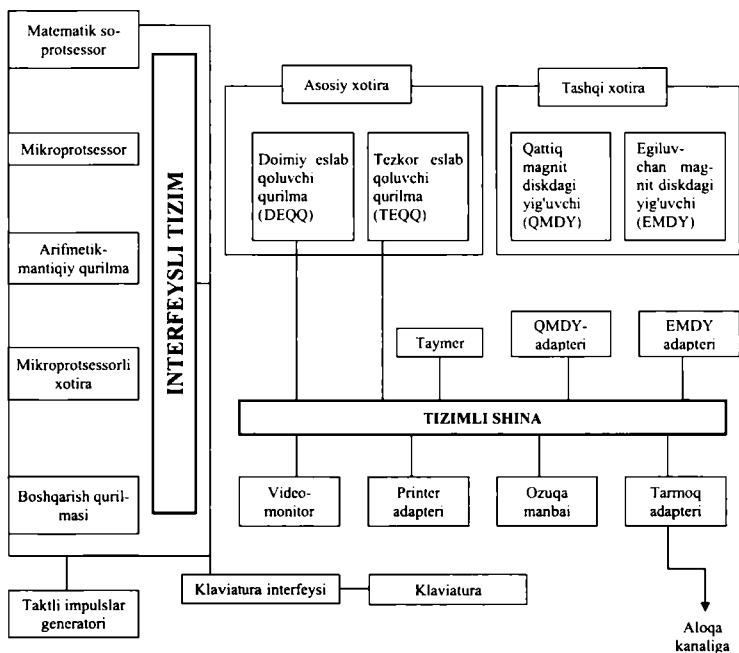 Matematik so-
protsessor
Mikroprotsessor
Arifmetik-
mantiqiy qurilma
Mikroprotsessorli
xotira
Boshqarish quril-
masi
Taktli impulslar
generatori
INTERFEYSLI TIZIM
Asosiy xotira
Doimiy eslab
qoluvchi
qurilma
(DEQQ)
Tezkor eslab
qoluvchi
qurilma
(TEQQ)
Tashqi xotira
Qattiq
magnit
diskdagi
yig'uvchi
(QMDY)
Egiluv-
chan mag-
nit diskdagi
yig'uvchi
(EMDY)
Taymer
QMDY-
adapteri
EMDY
adapteri
TIZIMLI SHINA
Video-
monitor
Printer
adapteri
Ozuqa
manbai
Tarmoq
adapteri
Klaviatura interfeysi
Klaviatura
Aloqa
kanaliga